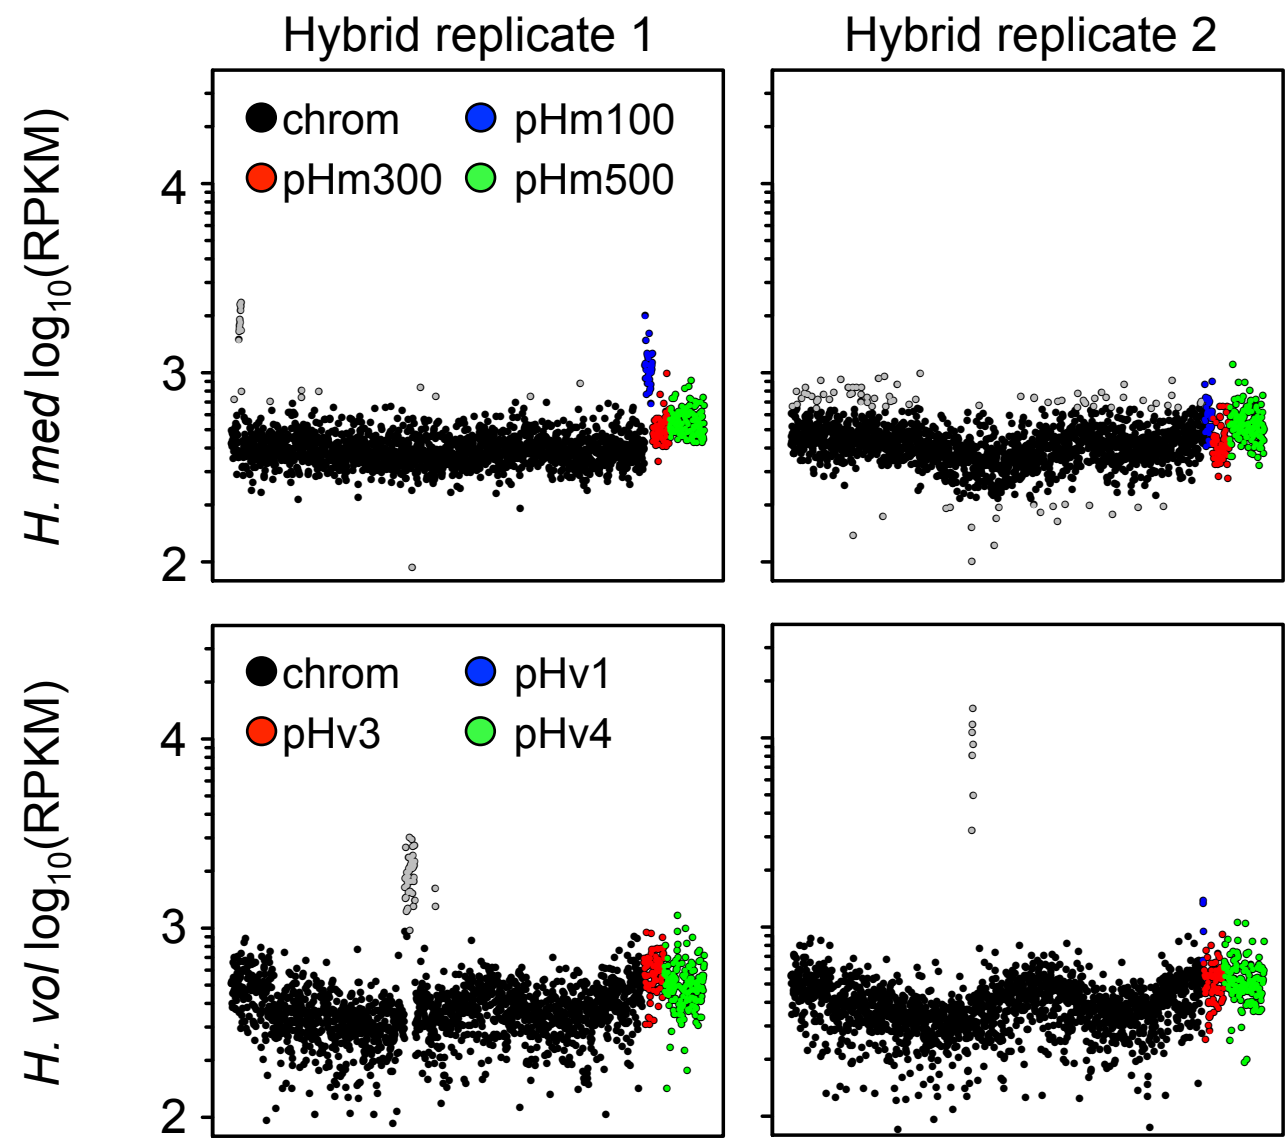 Hybrid replicate 1
Hybrid replicate 2
H. med log10(RPKM)
chrom
pHm100
pHm300
pHm500
4
3
2
H. vol log10(RPKM)
chrom
pHv1
pHv3
pHv4
4
3
2